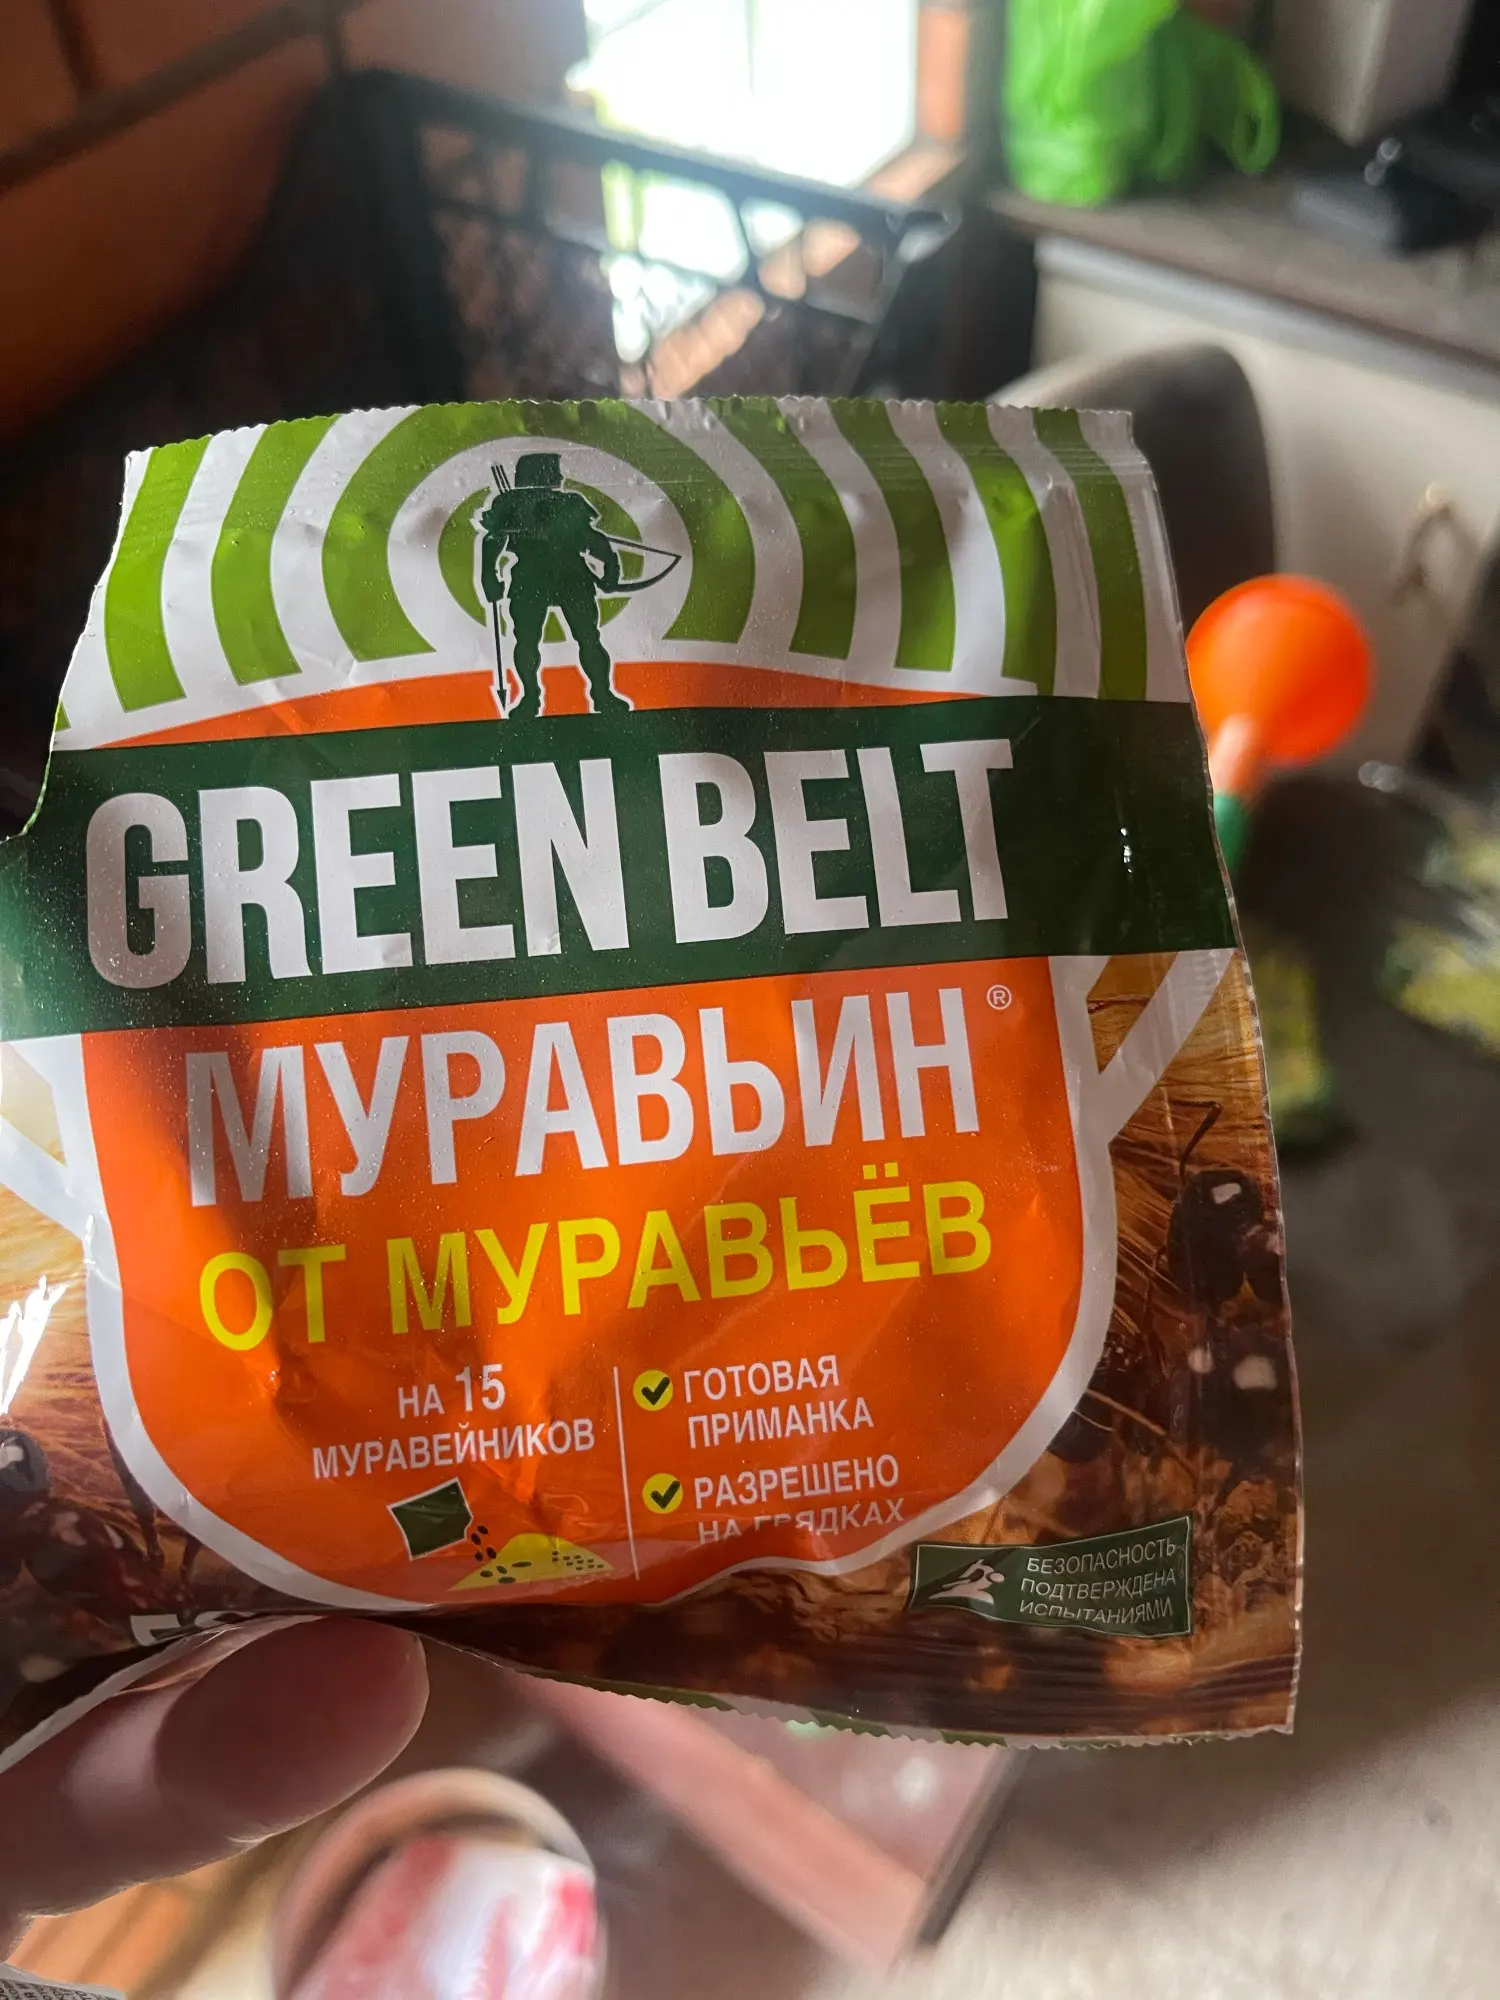 GREEN BELT
МУРАВЬИН®
ОТ МУРАВЬЁВ
НА 15
МУРАВЕЙНИКОВ
ГОТОВАЯ
ПРИМАНКА
РАЗРЕШЕНО
НА ГРЯДКАХ
БЕЗОПАСНОСТЬ
ПОДТВЕРЖДЕНА
ИСПЫТАНИЯМИ